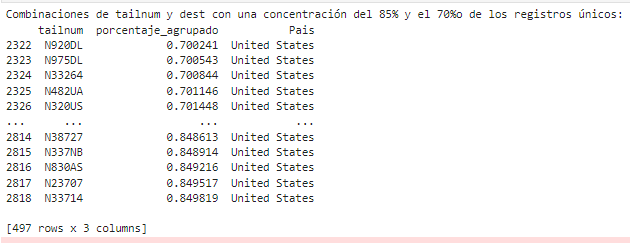 Combinaciones de tailnum y dest con una concentración del 85% y el 70%o de los registros únicos:
tailnum porcentaje_agrupado Pais
2322 N920DL 0.700241 United States
2323 N975DL 0.700543 United States
2324 N33264 0.700844 United States
2325 N482UA 0.701146 United States
2326 N320US 0.701448 United States
... ... ... ...
2814 N38727 0.848613 United States
2815 N337NB 0.848914 United States
2816 N830AS 0.849216 United States
2817 N23707 0.849517 United States
2818 N33714 0.849819 United States
[497 rows x 3 columns]